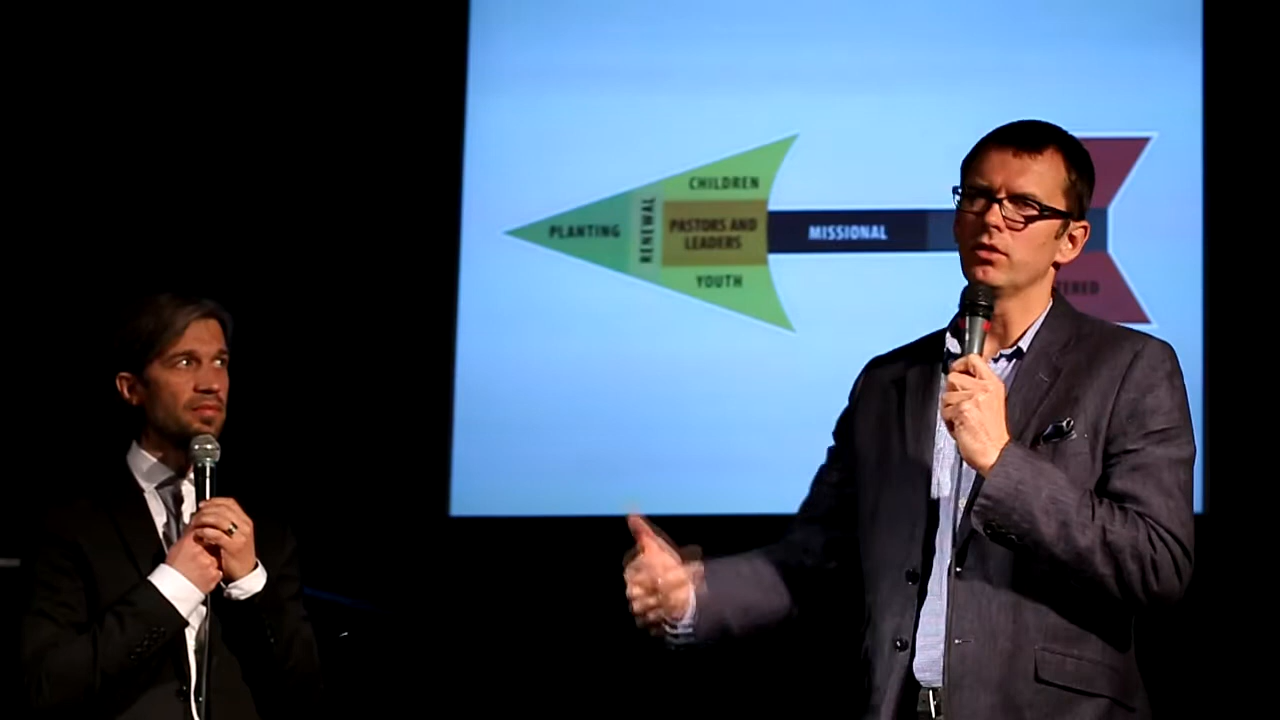 CHILDREN
PLANTING
RENEWAL
PASTORS AND
LEADERS
MISSIONAL
YOUTH